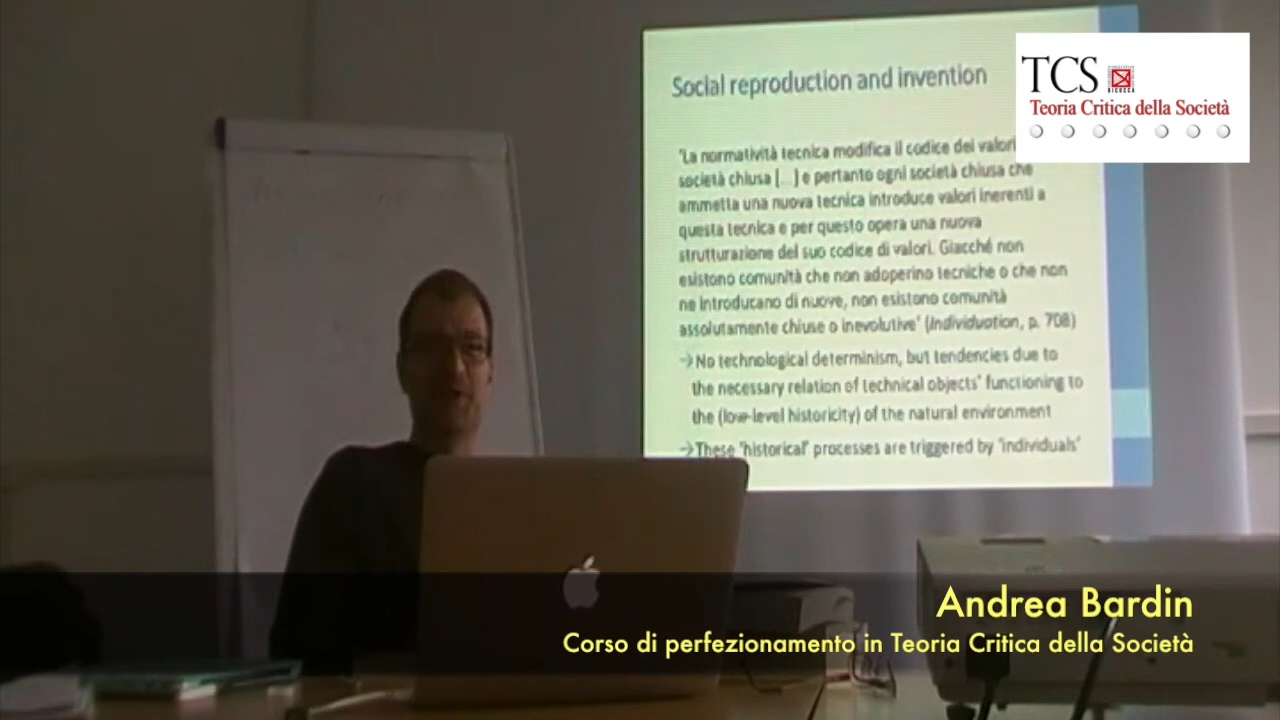 Social reproduction and invention
TCS
BICOCCA
Teoria Critica della Società
'La normatività tecnica modifica il codice dei valori
società chiusa [...] e pertanto ogni società chiusa che
ammetta una nuova tecnica introduce valori inerenti a
questa tecnica e per questo opera una nuova
strutturazione del suo codice di valori. Giacché non
esistono comunità che non adoperino tecniche o che non
ne introducano di nuove, non esistono comunità
assolutamente chiuse o inevolutive' (Individuation, p. 708)
→No technological determinism, but tendencies due to
the necessary relation of technical objects' functioning to
the (low-level historicity) of the natural environment
→These 'historical' processes are triggered by 'individuals'
Andrea Bardin
Corso di perfezionamento in Teoria Critica della Società